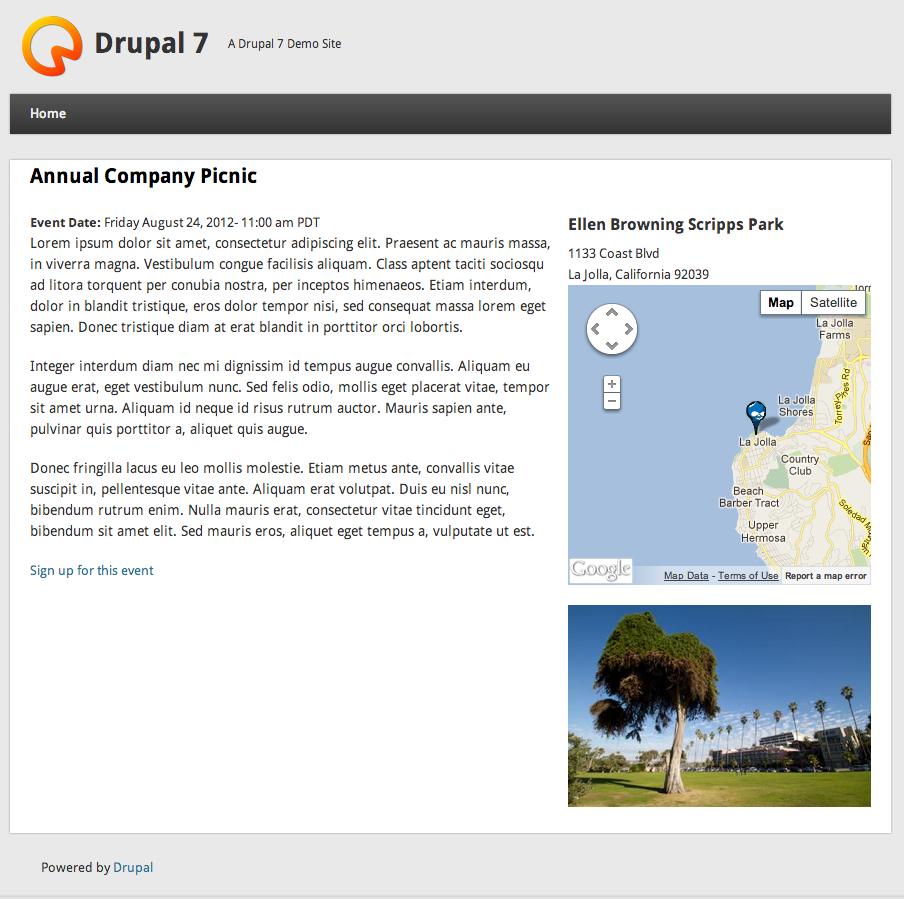 Drupal 7
A Drupal 7 Demo Site
Home
Annual Company Picnic
Event Date: Friday August 24, 2012- 11:00 am PDT
Lorem ipsum dolor sit amet, consectetur adipiscing elit. Praesent ac mauris massa,
in viverra magna. Vestibulum congue facilisis aliquam. Class aptent taciti sociosqu
ad litora torquent per conubia nostra, per inceptos himenaeos. Etiam interdum,
dolor in blandit tristique, eros dolor tempor nisi, sed consequat massa lorem eget
sapien. Donec tristique diam at erat blandit in porttitor orci lobortis.
Integer interdum diam nec mi dignissim id tempus augue convallis. Aliquam eu
augue erat, eget vestibulum nunc. Sed felis odio, mollis eget placerat vitae, tempor
sit amet urna. Aliquam id neque id risus rutrum auctor. Mauris sapien ante,
pulvinar quis porttitor a, aliquet quis augue.
Donec fringilla lacus eu leo mollis molestie. Etiam metus ante, convallis vitae
suscipit in, pellentesque vitae ante. Aliquam erat volutpat. Duis eu nisl nunc,
bibendum rutrum enim. Nulla mauris erat, consectetur vitae tincidunt eget,
bibendum sit amet elit. Sed mauris eros, aliquet eget tempus a, vulputate ut est.
Sign up for this event
Ellen Browning Scripps Park
1133 Coast Blvd
La Jolla, California 92039
Map
Satellite
La Jolla
Farms
La Jolla
Shores
La Jolla
Country
Club
Beach
Barber Tract
Upper
Hermosa
Google
Map Data - Terms of Use
Report a map error
Powered by Drupal